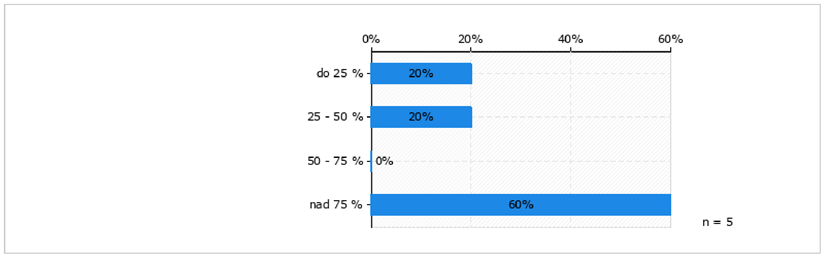 0% 20% 40% 60%
do 25 % 20%
25 - 50 % 20%
50 - 75 % 0%
nad 75 % 60%
n = 5